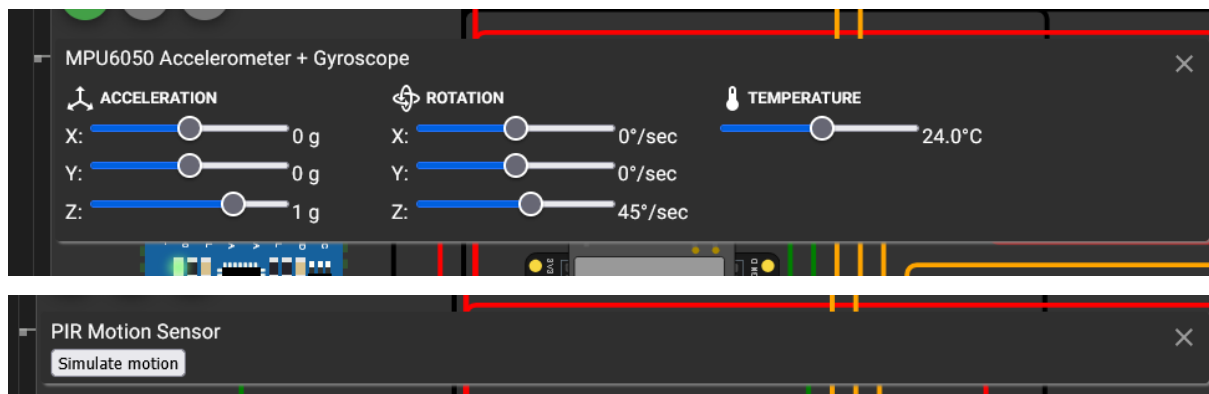 MPU6050 Accelerometer + Gyroscope
ACCELERATION ROTATION TEMPERATURE
X: 0 g X: 0°/sec 24.0°C
Y: 0 g Y: 0°/sec
Z: 1 g Z: 45°/sec
3V3
PIR Motion Sensor
Simulate motion